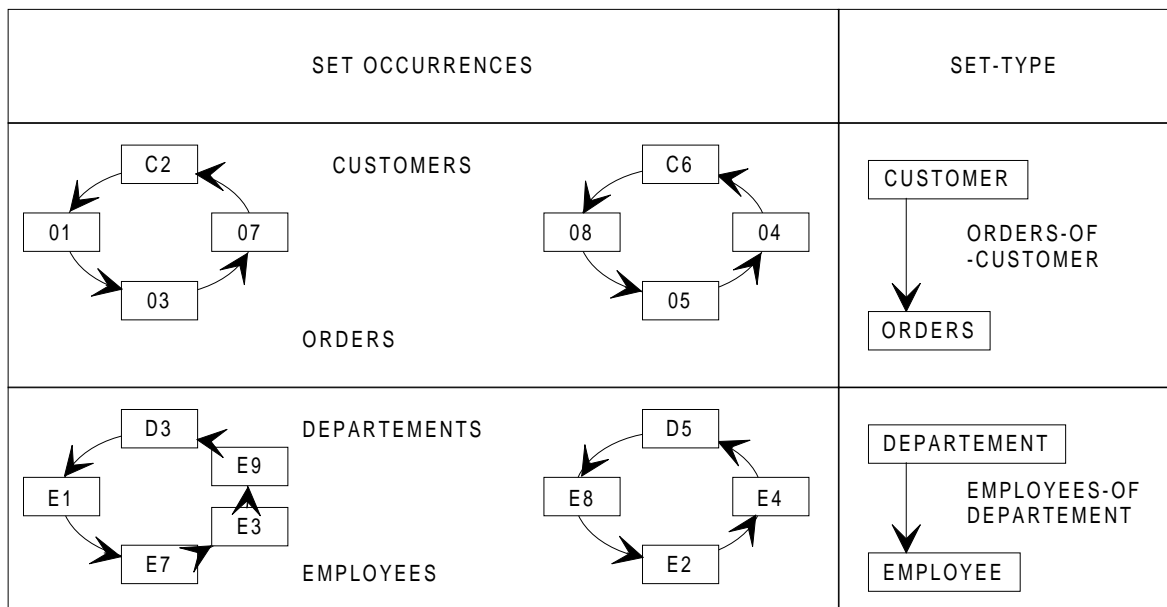 SET OCCURRENCES
SET-TYPE
C2
CUSTOMERS
C6
01
07
08
04
03
05
ORDERS
CUSTOMER
ORDERS-OF
-CUSTOMER
ORDERS
D3
DEPARTEMENTS
D5
E9
E1
E8
E4
E3
E7
E2
EMPLOYEES
DEPARTEMENT
EMPLOYEES-OF
DEPARTEMENT
EMPLOYEE